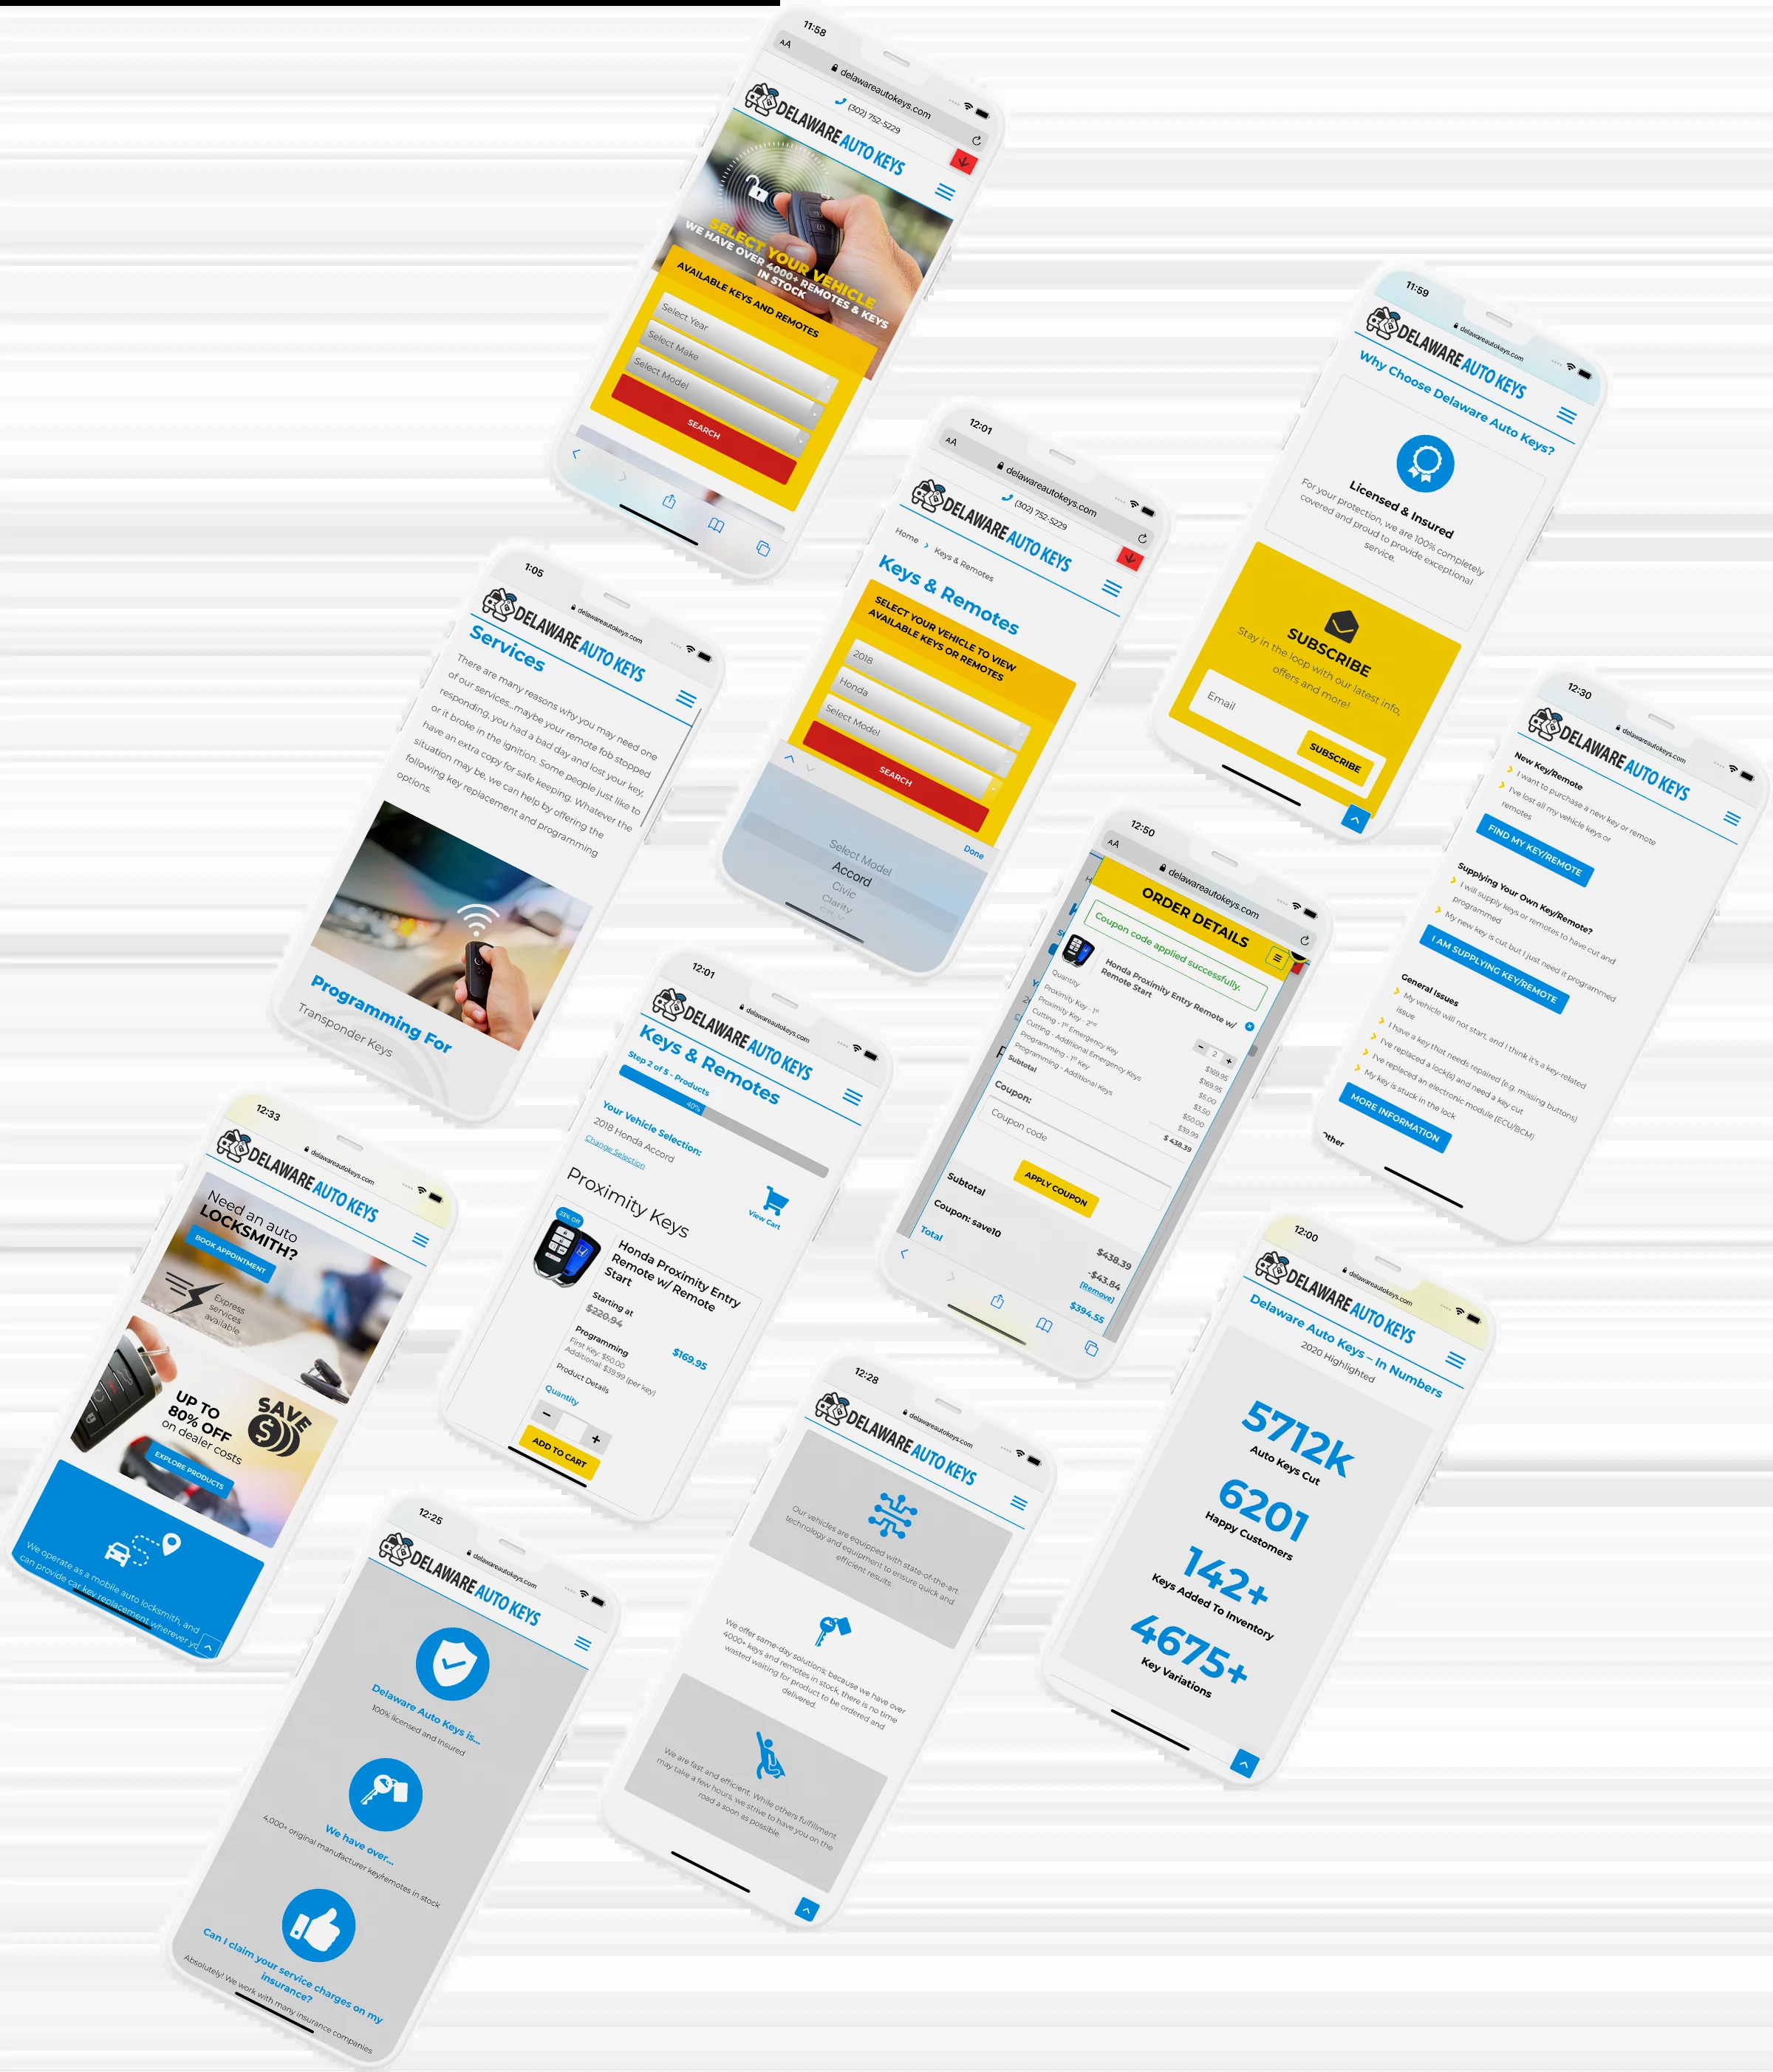 11:58
AA
delawareautokeys.com
(302) 752-5229
DELAWARE AUTO KEYS
SELECT YOUR VEHICLE
WE HAVE OVER 4000+ REMOTES & KEYS
IN STOCK
AVAILABLE KEYS AND REMOTES
Select Year
Select Make
Select Model
SEARCH
11:59
delawareautokeys.com
DELAWARE AUTO KEYS
Why Choose Delaware Auto Keys?
Licensed & Insured
For your protection, we are 100% completely
covered and proud to provide exceptional
service.
SUBSCRIBE
Stay in the loop with our latest info,
offers and more!
Email
SUBSCRIBE
12:01
AA
delawareautokeys.com
(302) 752-5229
DELAWARE AUTO KEYS
Home > Keys & Remotes
Keys & Remotes
SELECT YOUR VEHICLE TO VIEW
AVAILABLE KEYS OR REMOTES
2018
Honda
Select Model
SEARCH
Done
Select Model
Accord
Civic
Clarity
1:05
delawareautokeys.com
DELAWARE AUTO KEYS
Services
There are many reasons why you may need one
of our services...maybe your remote fob stopped
responding, you had a bad day and lost your key,
or it broke in the ignition. Some people just like to
have an extra copy for safe keeping. Whatever the
situation may be, we can help by offering the
following key replacement and programming
options.
Programming For
Transponder Keys
12:30
delawareautokeys.com
DELAWARE AUTO KEYS
New Key/Remote
I want to purchase a new key or remote
I've lost all my vehicle keys or
remotes
FIND MY KEY/REMOTE
Supplying Your Own Key/Remote?
I will supply keys or remotes to have cut and
programmed
My new key is cut but I just need it programmed
I AM SUPPLYING KEY/REMOTE
General Issues
My vehicle will not start, and I think it's a key-related
issue
I have a key that needs repaired (e.g. missing buttons)
I've replaced a lock(s) and need a key cut
I've replaced an electronic module (ECU/BCM)
My key is stuck in the lock
MORE INFORMATION
Other
12:50
AA
delawareautokeys.com
ORDER DETAILS
Coupon code applied successfully.
Honda Proximity Entry Remote w/
Remote Start
Quantity
2
Proximity Key - 1st $169.95
Proximity Key - 2nd $169.95
Cutting - 1st Emergency Key $5.00
Cutting - Additional Emergency Keys $3.50
Programming - 1st Key $50.00
Programming - Additional Keys $39.99
Subtotal $ 438.39
Coupon:
Coupon code
APPLY COUPON
Subtotal $438.39
Coupon: save10 -$43.84
[Remove]
Total $394.55
12:01
delawareautokeys.com
DELAWARE AUTO KEYS
Keys & Remotes
Step 2 of 5 - Products
40%
Your Vehicle Selection:
2018 Honda Accord
Change Selection
View Cart
Proximity Keys
23% Off
Honda Proximity Entry
Remote w/ Remote
Start
Starting at
$220.94
$169.95
Programming
First Key: $50.00
Additional: $39.99 (per key)
Product Details
Quantity
ADD TO CART
12:33
delawareautokeys.com
DELAWARE AUTO KEYS
Need an auto
LOCKSMITH?
BOOK APPOINTMENT
Express
services
available
UP TO
80% OFF
on dealer costs
SAVE
EXPLORE PRODUCTS
We operate as a mobile auto locksmith, and
can provide car key replacement wherever
12:00
delawareautokeys.com
DELAWARE AUTO KEYS
Delaware Auto Keys – In Numbers
2020 Highlighted
5712k
Auto Keys Cut
6201
Happy Customers
142+
Keys Added To Inventory
4675+
Key Variations
12:28
delawareautokeys.com
DELAWARE AUTO KEYS
Our vehicles are equipped with state-of-the-art
technology and equipment to ensure quick and
efficient results.
We offer same-day solutions; because we have over
4000+ keys and remotes in stock, there is no time
wasted waiting for product to be ordered and
delivered.
We are fast and efficient. While others fulfillment
may take a few hours, we strive to have you on the
road a soon as possible.
12:25
delawareautokeys.com
DELAWARE AUTO KEYS
Delaware Auto Keys is...
100% licensed and Insured
We have over...
4,000+ original manufacturer key/remotes in stock
Can I claim your service charges on my
insurance?
Absolutely! We work with many insurance companies